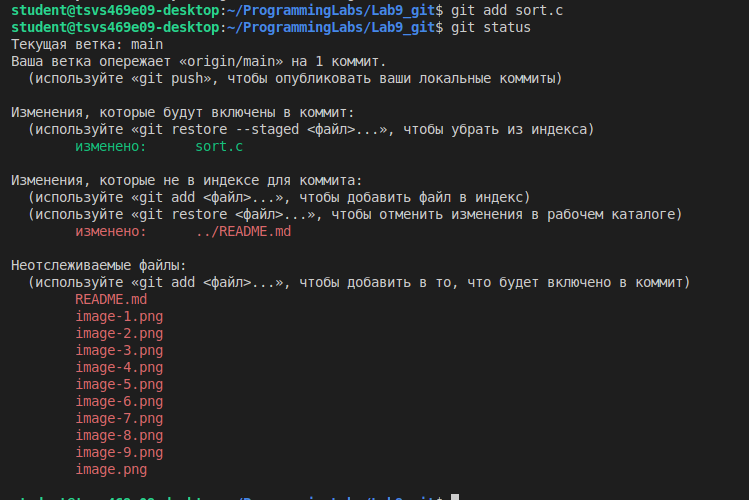 student@tsvs469e09-desktop:~/ProgrammingLabs/Lab9_git$ git add sort.c
student@tsvs469e09-desktop:~/ProgrammingLabs/Lab9_git$ git status
Текущая ветка: main
Ваша ветка опережает «origin/main» на 1 коммит.
  (используйте «git push», чтобы опубликовать ваши локальные коммиты)

Изменения, которые будут включены в коммит:
  (используйте «git restore --staged <файл>...», чтобы убрать из индекса)
        изменено:      sort.c

Изменения, которые не в индексе для коммита:
  (используйте «git add <файл>...», чтобы добавить файл в индекс)
  (используйте «git restore <файл>...», чтобы отменить изменения в рабочем каталоге)
        изменено:      ../README.md

Неотслеживаемые файлы:
  (используйте «git add <файл>...», чтобы добавить в то, что будет включено в коммит)
        README.md
        image-1.png
        image-2.png
        image-3.png
        image-4.png
        image-5.png
        image-6.png
        image-7.png
        image-8.png
        image-9.png
        image.png

student@tsvs469e09-desktop:~/ProgrammingLabs/Lab9_git$